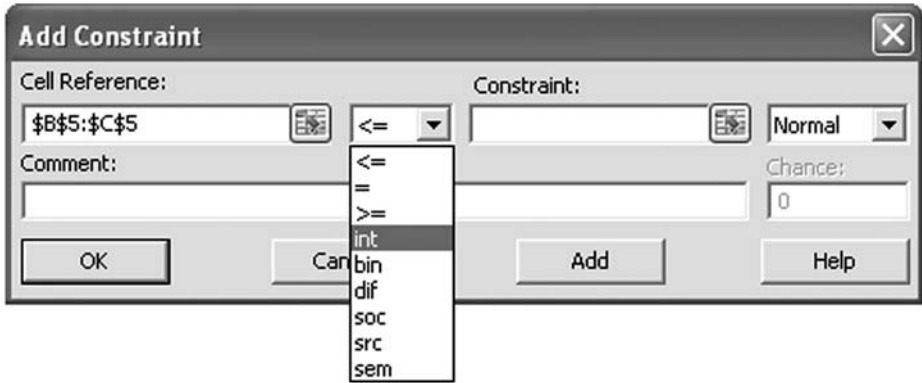 Add Constraint
Cell Reference:
Constraint:
$B$5:$C$5
<=
Normal
Comment:
Chance:
0
<=
=
>=
int
bin
dif
soc
src
sem
OK
Can
Add
Help